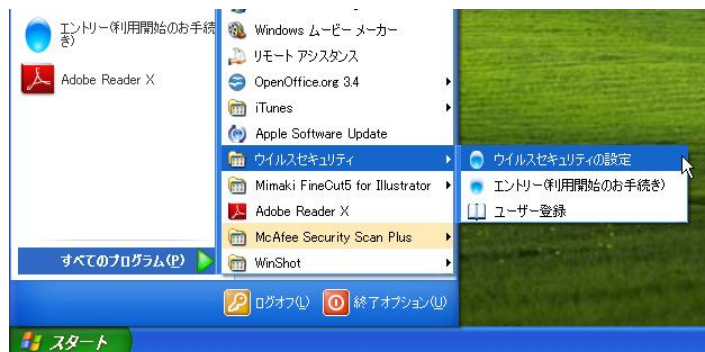 エントリー(利用開始のお手続
き)
Adobe Reader X
すべてのプログラム(P)
Windows ムービー メーカー
リモート アシスタンス
OpenOffice.org 3.4
iTunes
Apple Software Update
ウイルスセキュリティ
Mimaki FineCut5 for Illustrator
Adobe Reader X
McAfee Security Scan Plus
WinShot
ウイルスセキュリティの設定
エントリー(利用開始のお手続き)
ユーザー登録
ログオフ(L)
終了オプション(U)
スタート